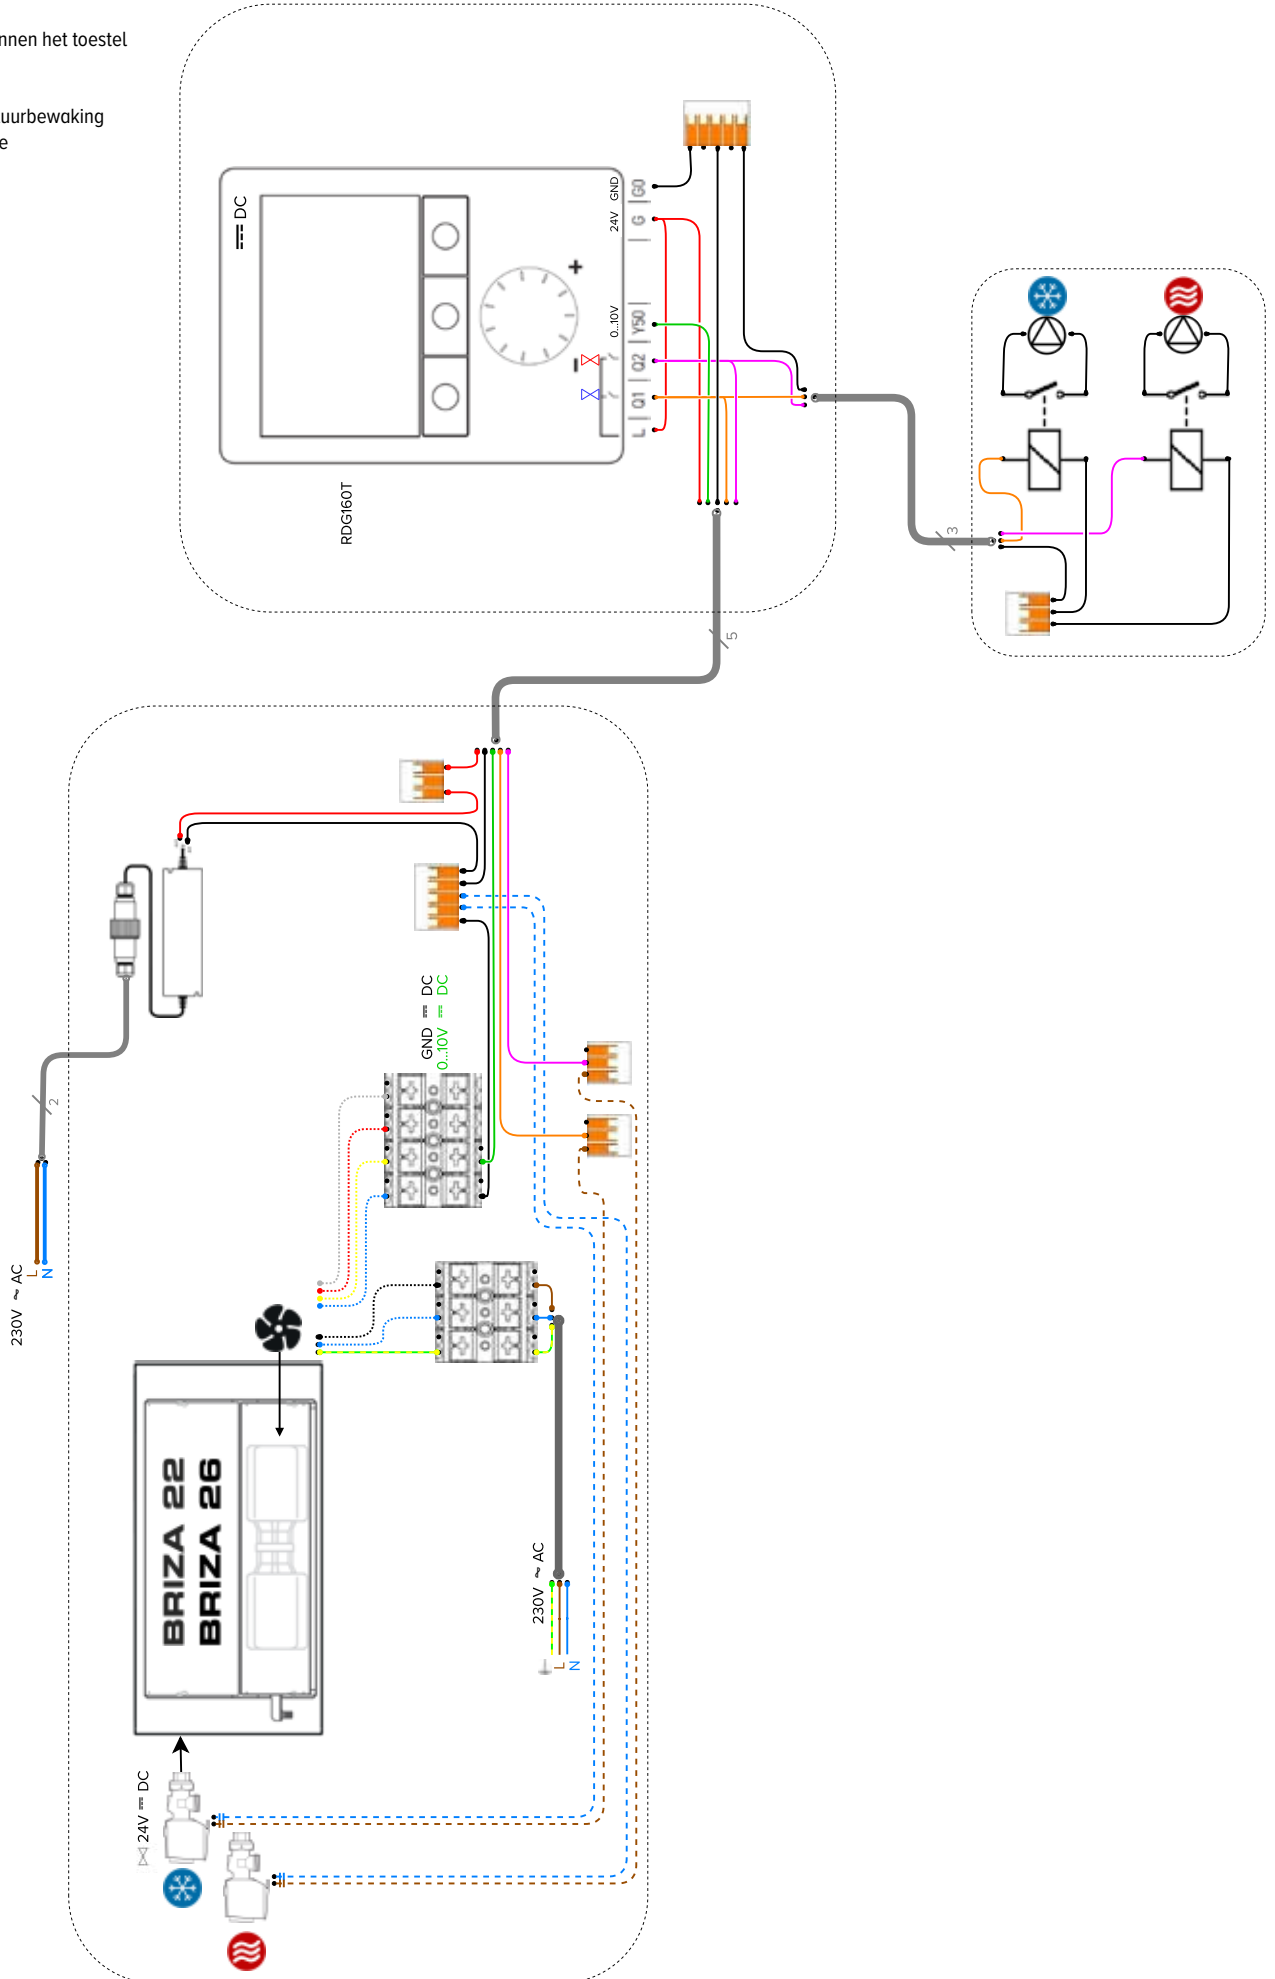 nnen het toestel
uurbewaking
e
DC
RDG160T
+
-
GND
24V
0...10V
G0
G
Y50
Q2
Q1
L
3
5
2
230V ~ AC
L
N
GND DC
0...10V DC
BRIZA 22
BRIZA 26
230V ~ AC
L
N
24V DC